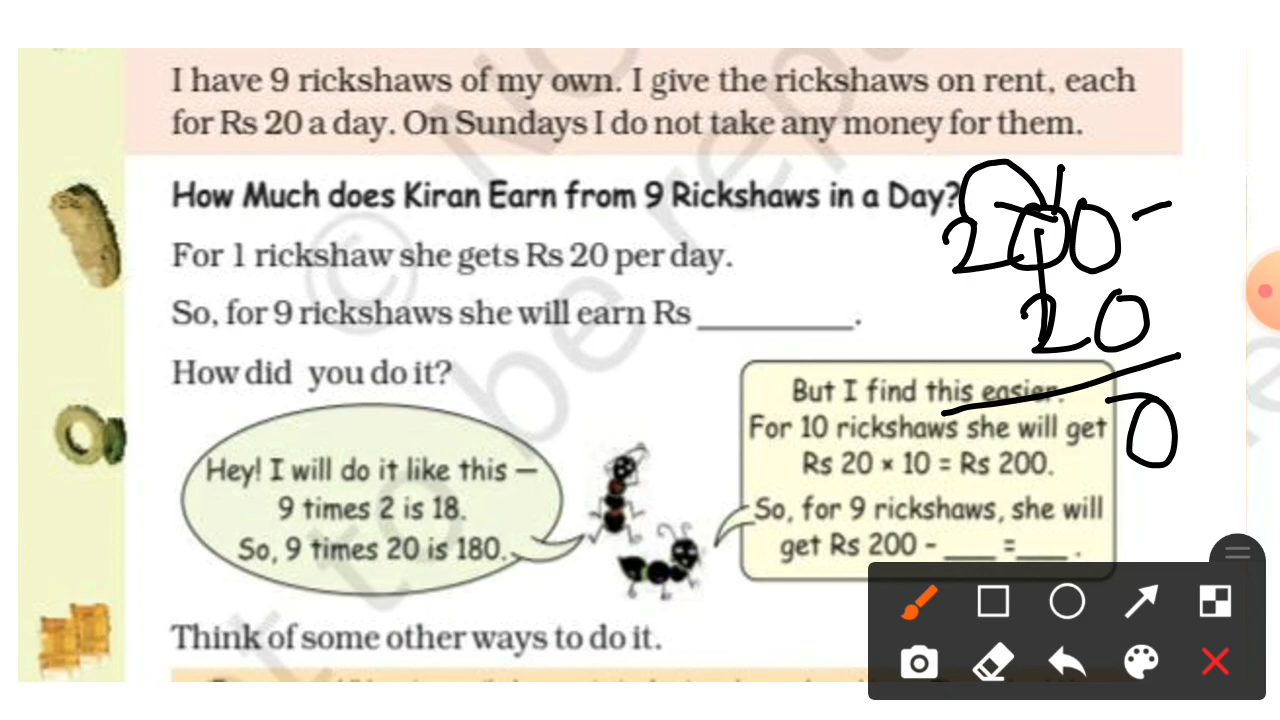 I have 9 rickshaws of my own. I give the rickshaws on rent, each
for Rs 20 a day. On Sundays I do not take any money for them.
How Much does Kiran Earn from 9 Rickshaws in a Day?
For 1 rickshaw she gets Rs 20 per day.
So, for 9 rickshaws she will earn Rs __________.
How did you do it?
Hey! I will do it like this –
9 times 2 is 18.
So, 9 times 20 is 180.
But I find this easier.
For 10 rickshaws she will get
Rs 20 × 10 = Rs 200.
So, for 9 rickshaws, she will
get Rs 200 - ____ =____ .
200 -
20
0
Think of some other ways to do it.